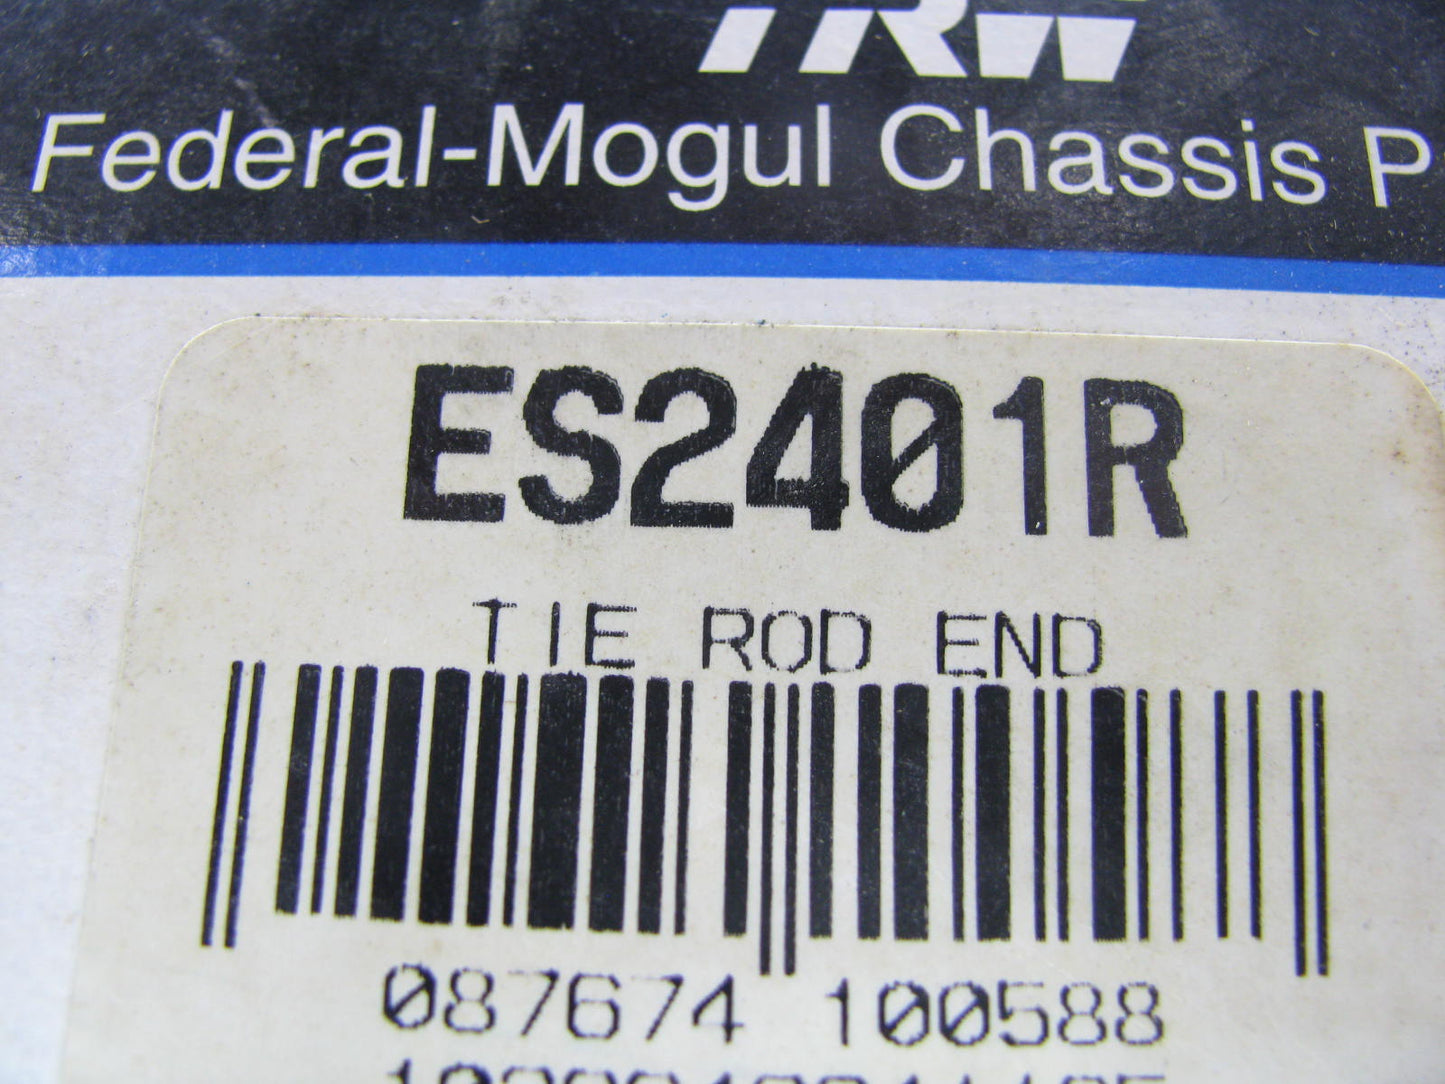 TRW
Federal-Mogul Chassis P
ES2401R
TIE ROD END
087674 100588